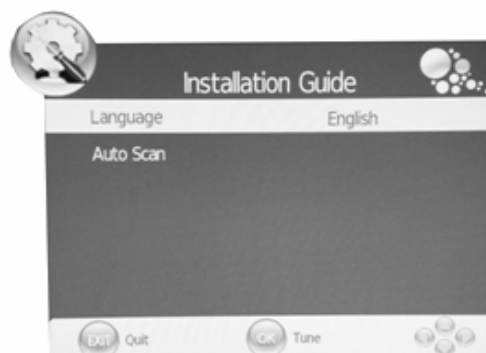 Installation Guide
Language English
Auto Scan
EXIT Quit OK Tune